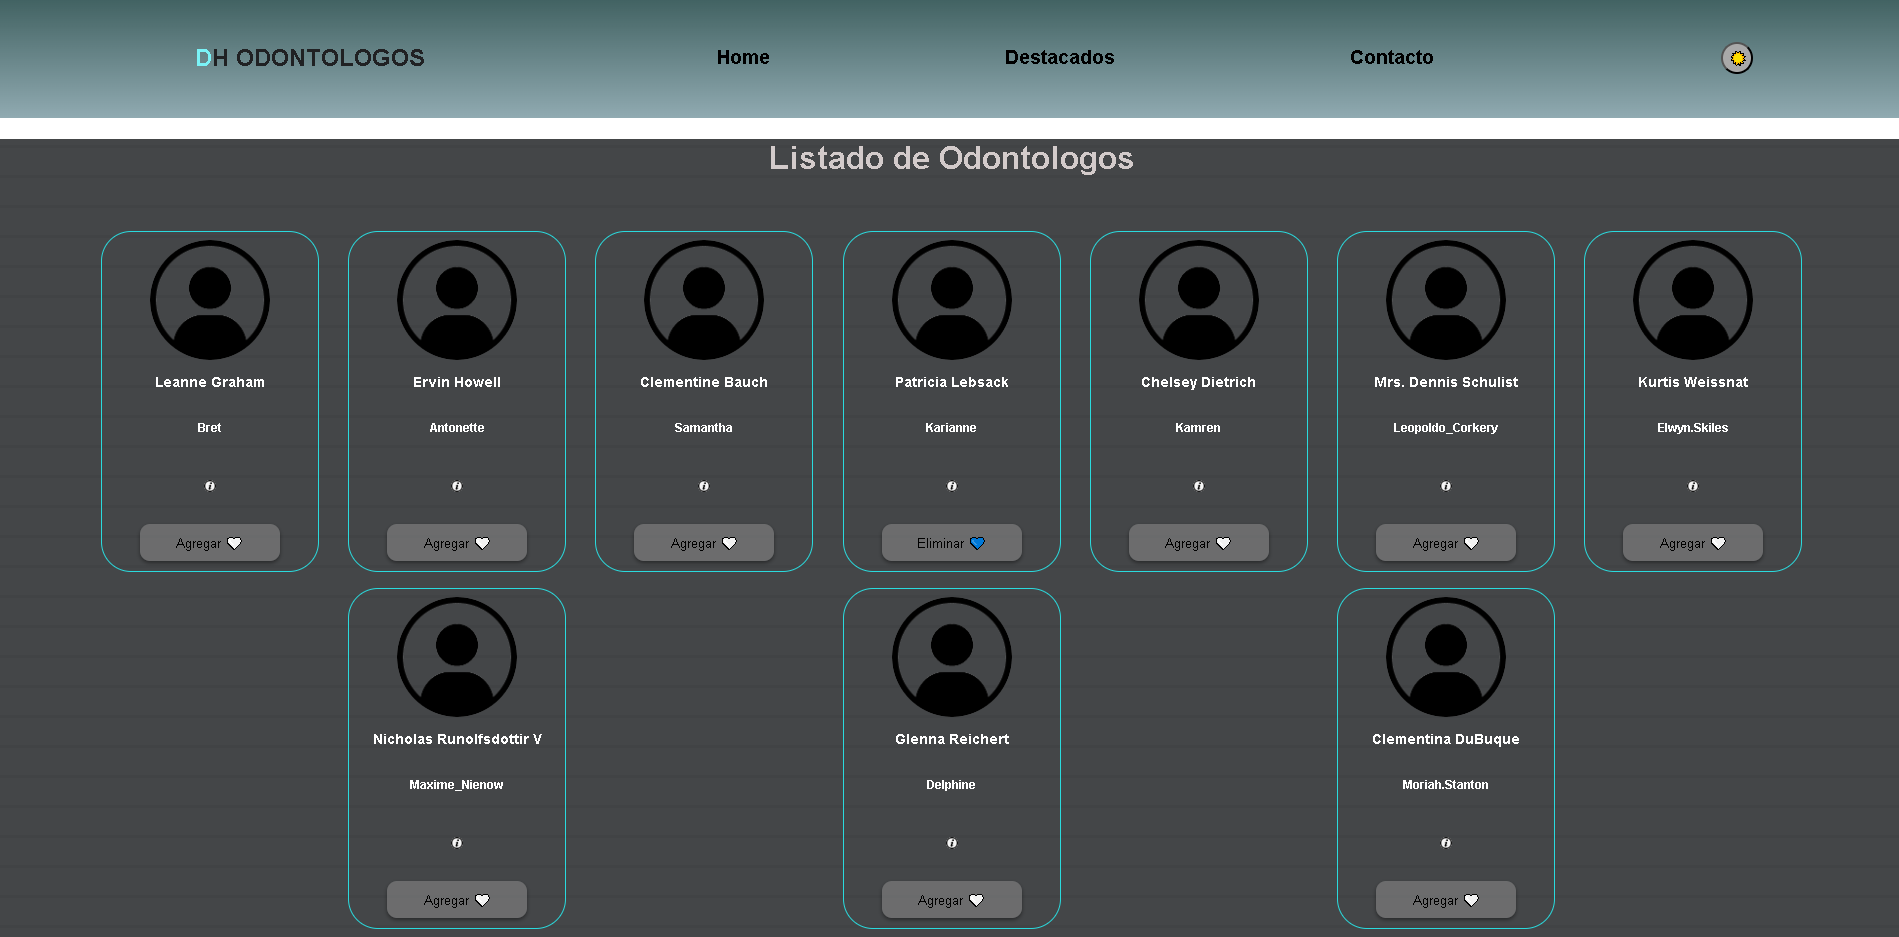 DH ODONTOLOGOS
Home
Destacados
Contacto
Listado de Odontologos
Leanne Graham
Bret
i
Agregar
Ervin Howell
Antonette
i
Agregar
Clementine Bauch
Samantha
i
Agregar
Patricia Lebsack
Karianne
i
Eliminar
Chelsey Dietrich
Kamren
i
Agregar
Mrs. Dennis Schulist
Leopoldo_Corkery
i
Agregar
Kurtis Weissnat
Elwyn.Skiles
i
Agregar
Nicholas Runolfsdottir V
Maxime_Nienow
i
Agregar
Glenna Reichert
Delphine
i
Agregar
Clementina DuBuque
Moriah.Stanton
i
Agregar